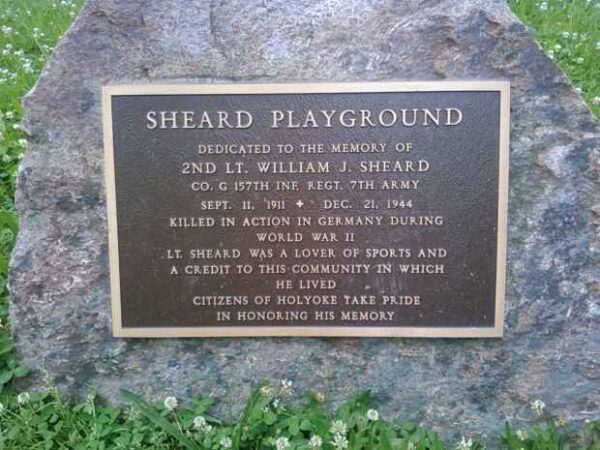 SHEARD PLAYGROUND
DEDICATED TO THE MEMORY OF
2ND LT. WILLIAM J. SHEARD
CO. G 157TH INF. REGT. 7TH ARMY
SEPT. 11, 1911 + DEC. 21, 1944
KILLED IN ACTION IN GERMANY DURING
WORLD WAR II
LT. SHEARD WAS A LOVER OF SPORTS AND
A CREDIT TO THIS COMMUNITY IN WHICH
HE LIVED
CITIZENS OF HOLYOKE TAKE PRIDE
IN HONORING HIS MEMORY